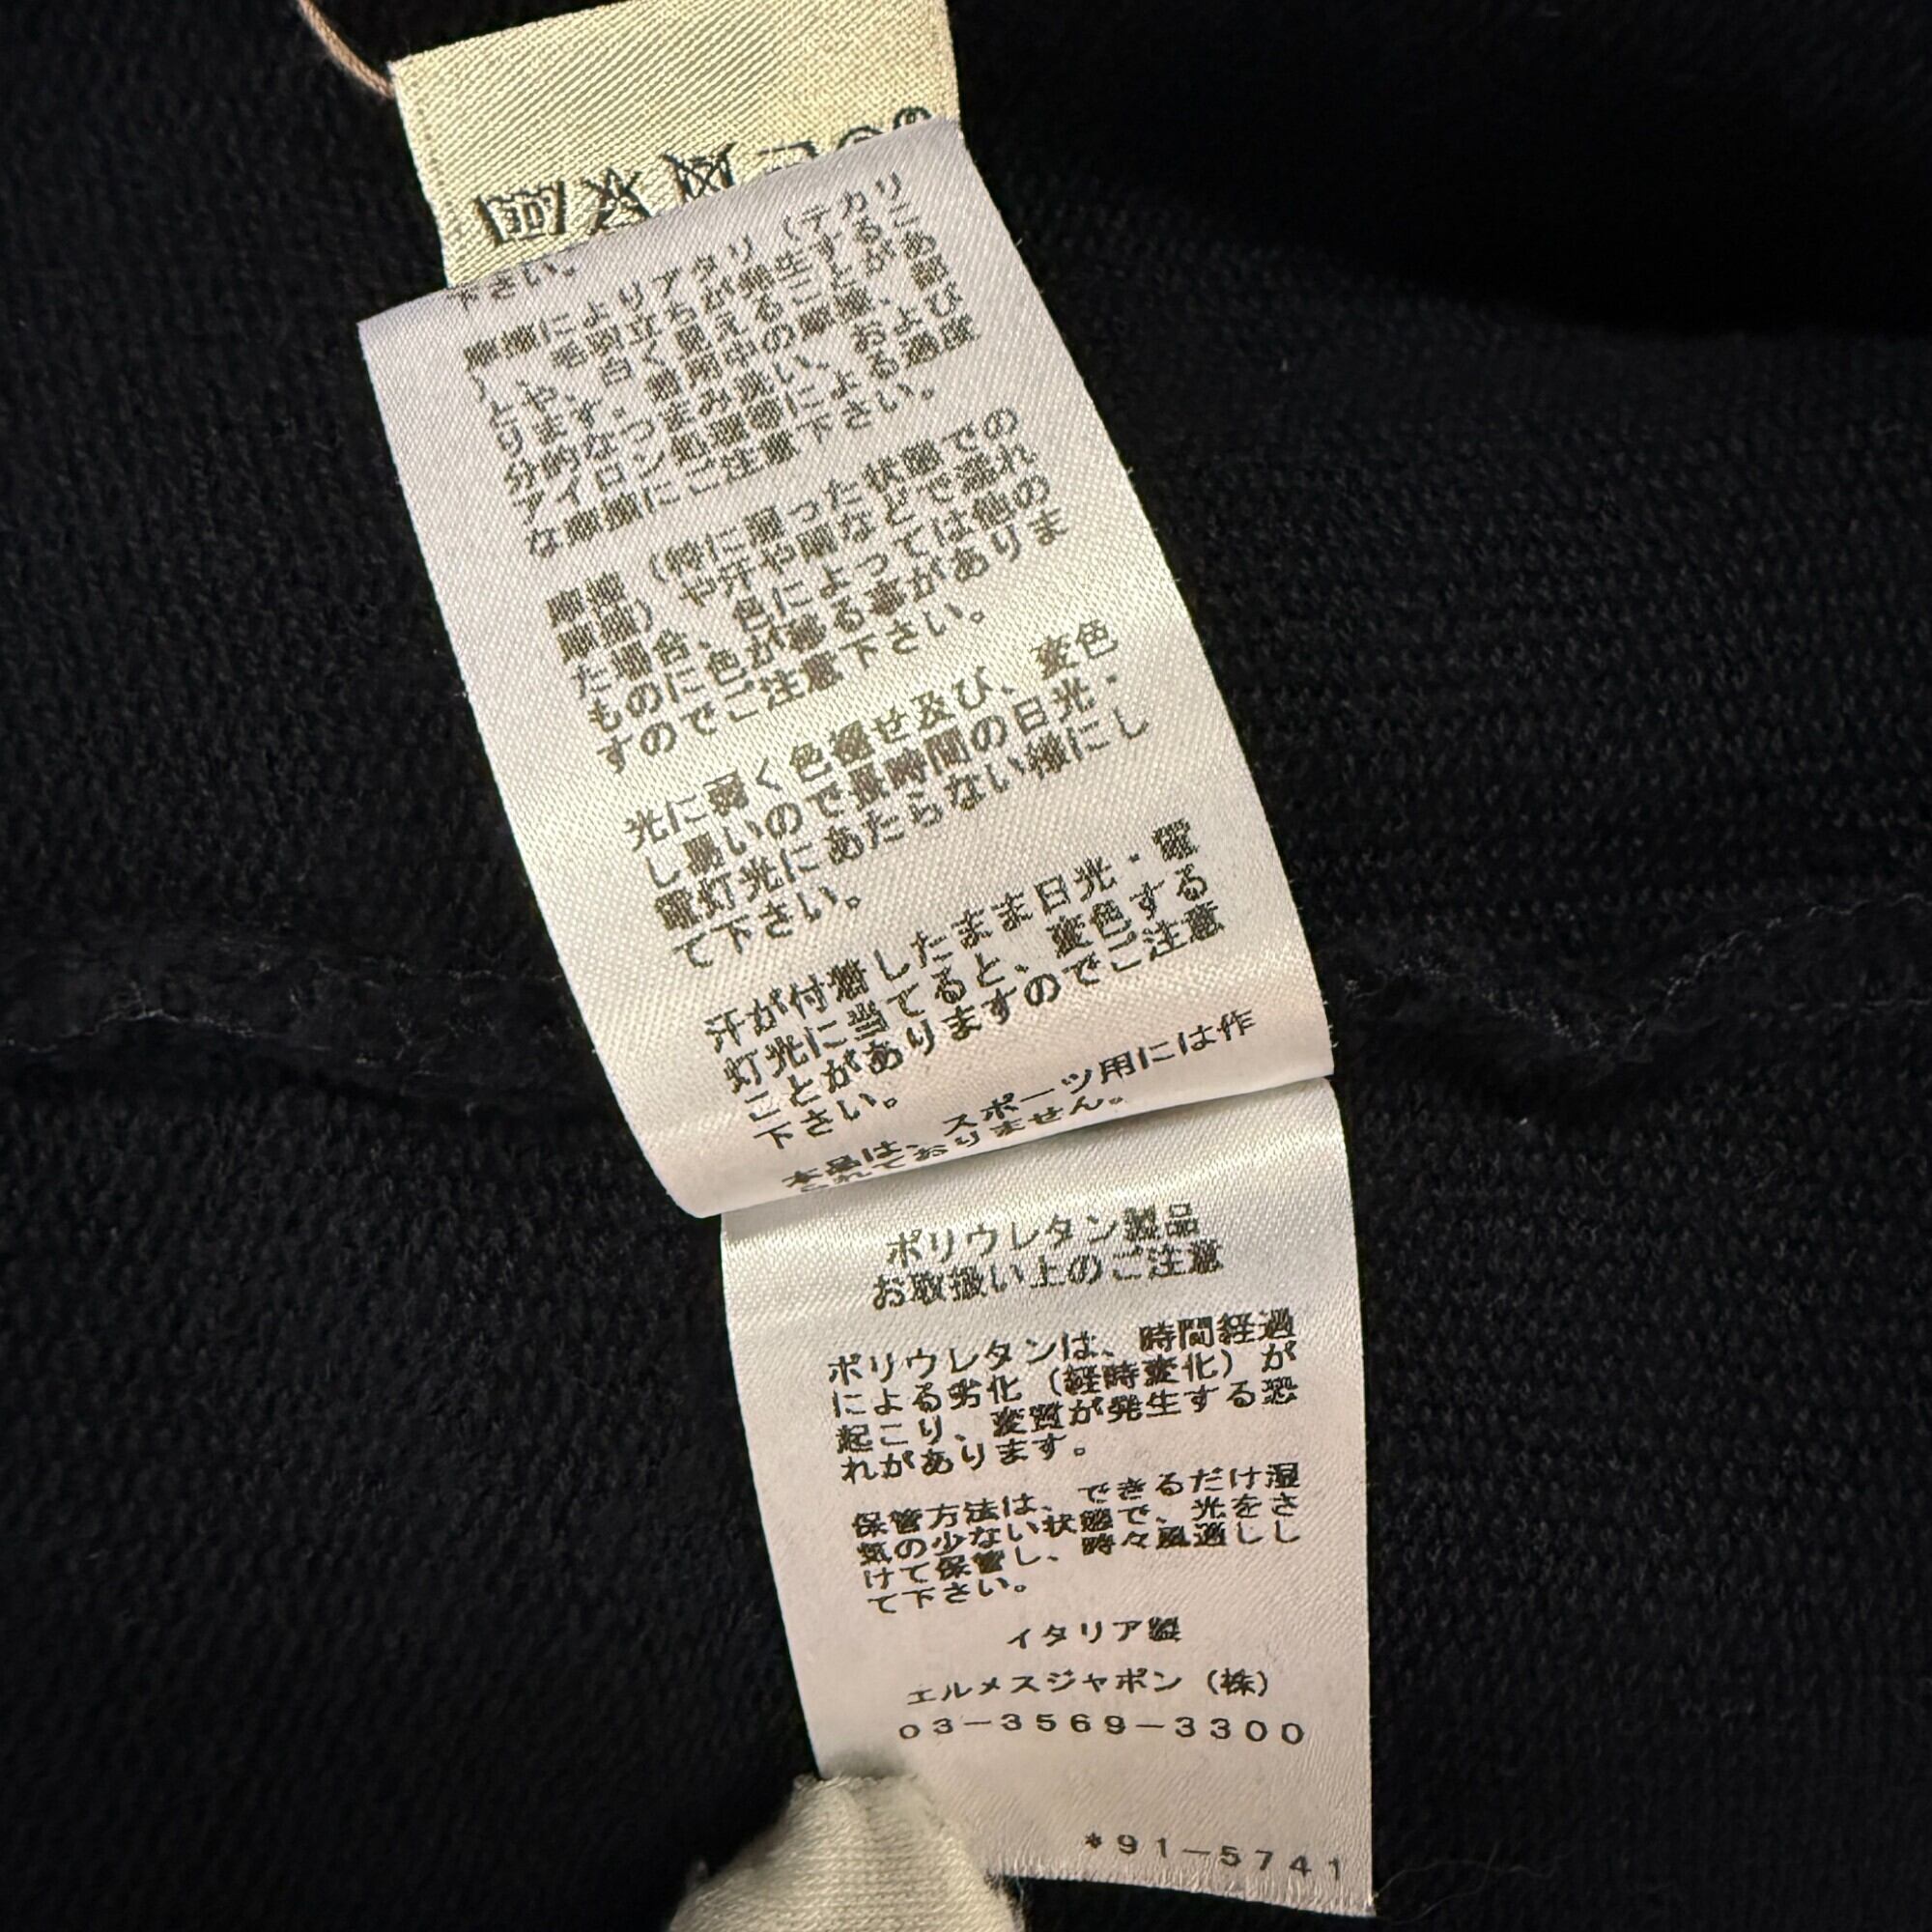 30
下さい。
摩擦によりアタリ（テカリ
）や、毛羽立ちが発生するこ
とや、白く見えることがあ
ります。着用中の摩擦、部
分的なつまみ洗い、および
アイロン処理等による過度
な摩擦にご注意下さい。
摩擦（特に湿った状態での
摩擦）や汗や雨などで濡れ
た場合、色によっては他の
ものに色が移る事がありま
すのでご注意下さい。
光に弱く色褪せ及び、変色
し易いので長時間の日光・
電灯光にあたらない様にし
て下さい。
汗が付着したまま日光・電
灯光に当てると、変色する
ことがありますのでご注意
下さい。
本品は、スポーツ用には作
られておりません。
ポリウレタン製品
お取扱い上のご注意
ポリウレタンは、時間経過
による劣化（経時変化）が
起こり、変質が発生する恐
れがあります。
保管方法は、できるだけ湿
気の少ない状態で、光をさ
けて保管し、時々風通しし
て下さい。
イタリア製
エルメスジャポン（株）
03-3569-3300
*91-5741